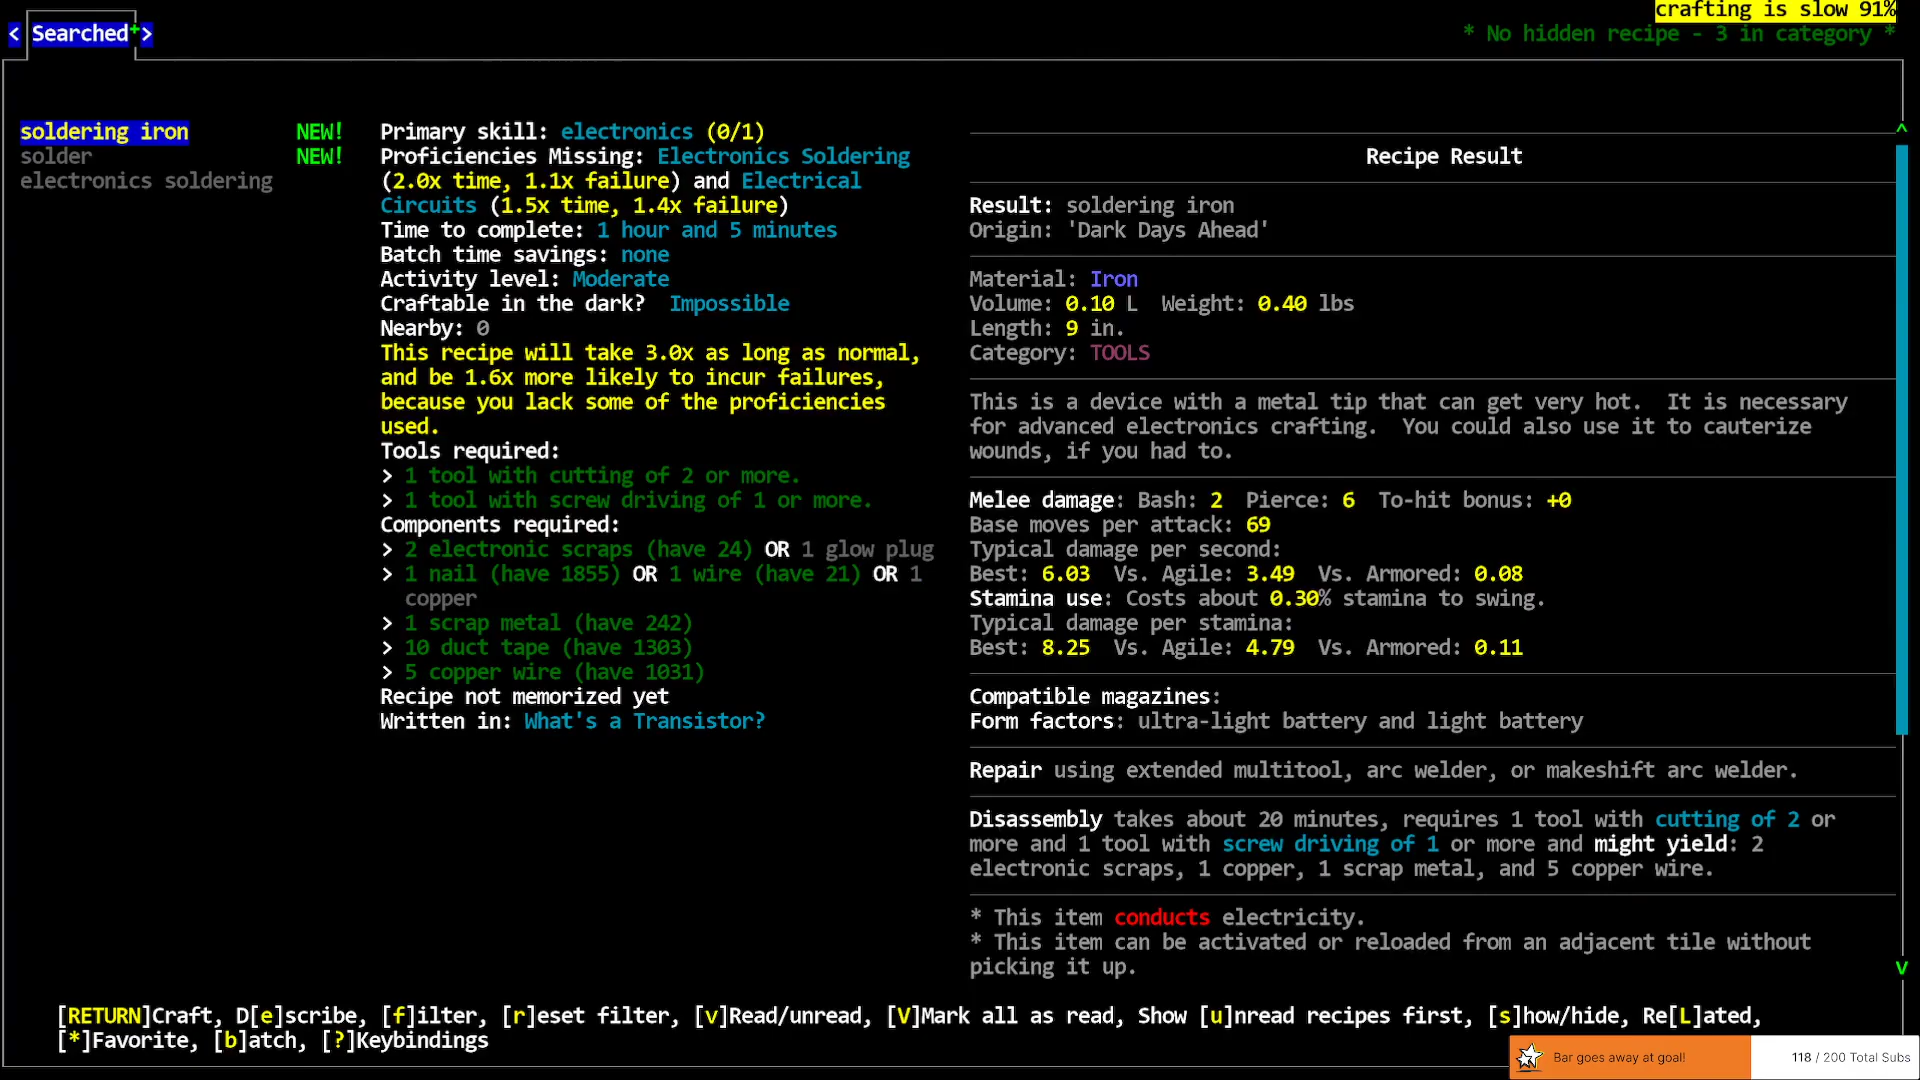 crafting is slow 91%
< Searched+>
* No hidden recipe - 3 in category *
soldering iron NEW!
solder NEW!
electronics soldering
Primary skill: electronics (0/1)
Proficiencies Missing: Electronics Soldering
(2.0x time, 1.1x failure) and Electrical
Circuits (1.5x time, 1.4x failure)
Time to complete: 1 hour and 5 minutes
Batch time savings: none
Activity level: Moderate
Craftable in the dark? Impossible
Nearby: 0
This recipe will take 3.0x as long as normal,
and be 1.6x more likely to incur failures,
because you lack some of the proficiencies
used.
Tools required:
> 1 tool with cutting of 2 or more.
> 1 tool with screw driving of 1 or more.
Components required:
> 2 electronic scraps (have 24) OR 1 glow plug
> 1 nail (have 1855) OR 1 wire (have 21) OR 1
copper
> 1 scrap metal (have 242)
> 10 duct tape (have 1303)
> 5 copper wire (have 1031)
Recipe not memorized yet
Written in: What's a Transistor?
Recipe Result
Result: soldering iron
Origin: 'Dark Days Ahead'
Material: Iron
Volume: 0.10 L Weight: 0.40 lbs
Length: 9 in.
Category: TOOLS
This is a device with a metal tip that can get very hot. It is necessary
for advanced electronics crafting. You could also use it to cauterize
wounds, if you had to.
Melee damage: Bash: 2 Pierce: 6 To-hit bonus: +0
Base moves per attack: 69
Typical damage per second:
Best: 6.03 Vs. Agile: 3.49 Vs. Armored: 0.08
Stamina use: Costs about 0.30% stamina to swing.
Typical damage per stamina:
Best: 8.25 Vs. Agile: 4.79 Vs. Armored: 0.11
Compatible magazines:
Form factors: ultra-light battery and light battery
Repair using extended multitool, arc welder, or makeshift arc welder.
Disassembly takes about 20 minutes, requires 1 tool with cutting of 2 or
more and 1 tool with screw driving of 1 or more and might yield: 2
electronic scraps, 1 copper, 1 scrap metal, and 5 copper wire.
* This item conducts electricity.
* This item can be activated or reloaded from an adjacent tile without
picking it up.
[RETURN]Craft, D[e]scribe, [f]ilter, [r]eset filter, [v]Read/unread, [V]Mark all as read, Show [u]nread recipes first, [s]how/hide, Re[L]ated,
[*]Favorite, [b]atch, [?]Keybindings
Bar goes away at goal! 118 / 200 Total Subs